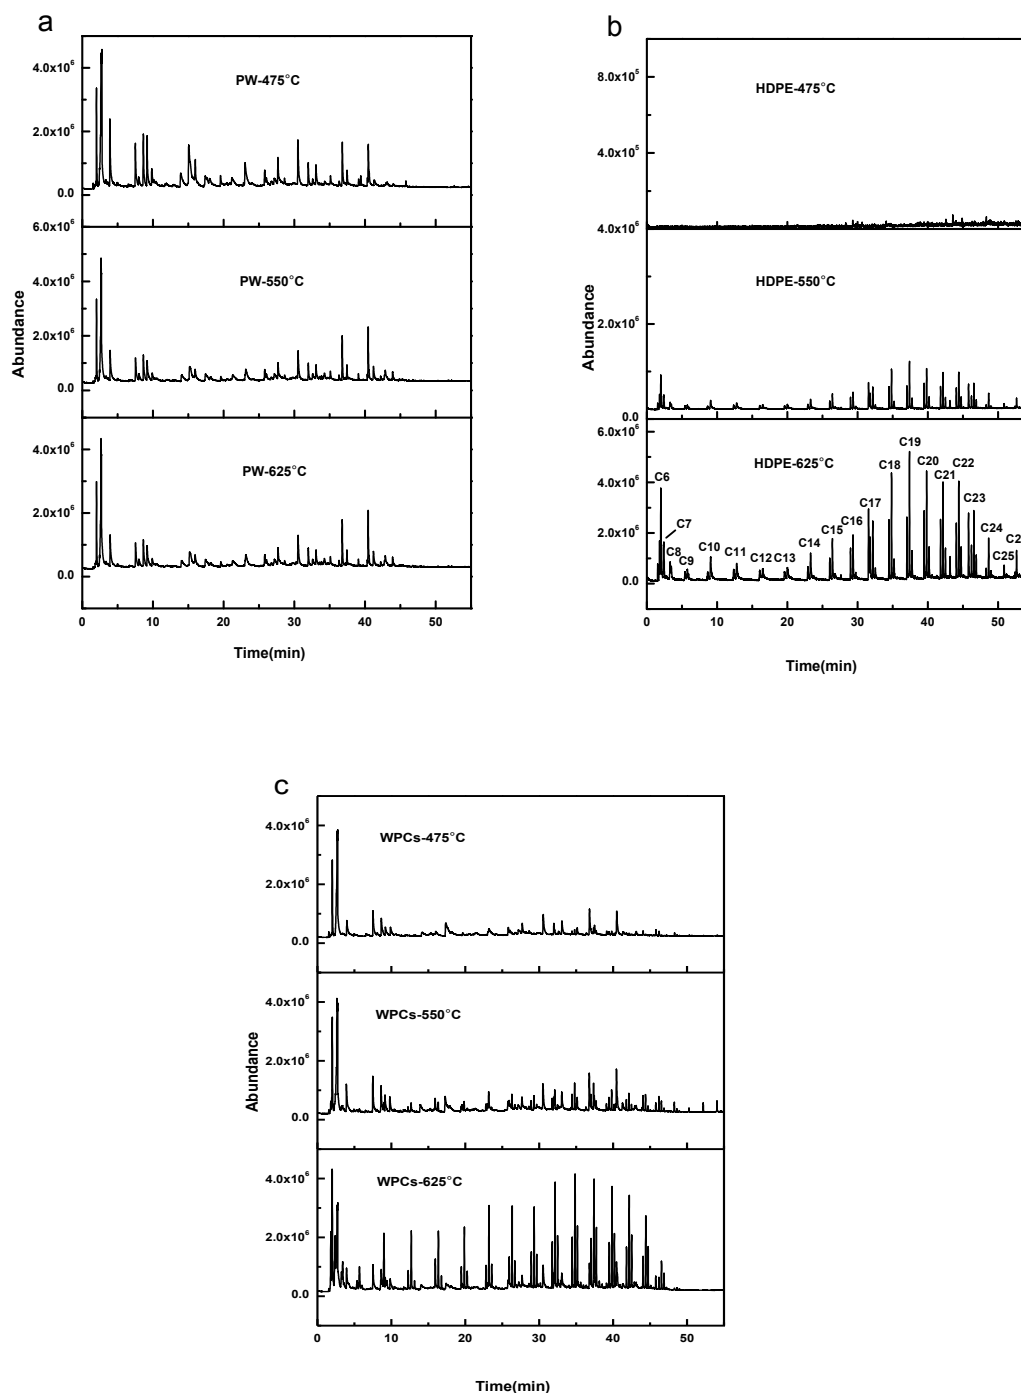 a
Abundance
4.0x10⁶
2.0x10⁶
0.0
PW-475°C
6.0x10⁶
4.0x10⁶
2.0x10⁶
0.0
PW-550°C
4.0x10⁶
2.0x10⁶
0.0
PW-625°C
0 10 20 30 40 50
Time(min)
b
Abundance
8.0x10⁵
4.0x10⁵
HDPE-475°C
4.0x10⁶
2.0x10⁶
0.0
HDPE-550°C
6.0x10⁶
4.0x10⁶
2.0x10⁶
0.0
HDPE-625°C
C6 C7 C8 C9 C10 C11 C12 C13 C14 C15 C16 C17 C18 C19 C20 C21 C22 C23 C24 C25 C2
0 10 20 30 40 50
Time(min)
c
Abundance
4.0x10⁶
2.0x10⁶
0.0
WPCs-475°C
4.0x10⁶
2.0x10⁶
0.0
WPCs-550°C
4.0x10⁶
2.0x10⁶
0.0
WPCs-625°C
0 10 20 30 40 50
Time(min)